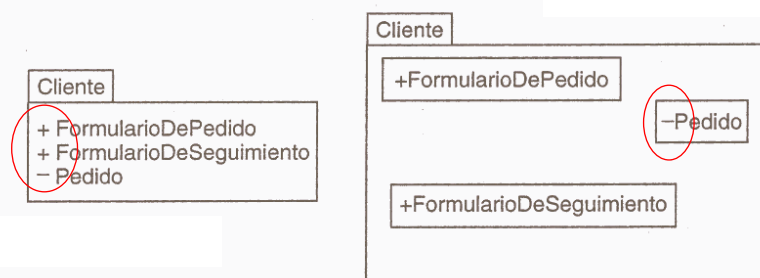 Cliente
+ FormularioDePedido
+ FormularioDeSeguimiento
– Pedido
Cliente
+FormularioDePedido
–Pedido
+FormularioDeSeguimiento